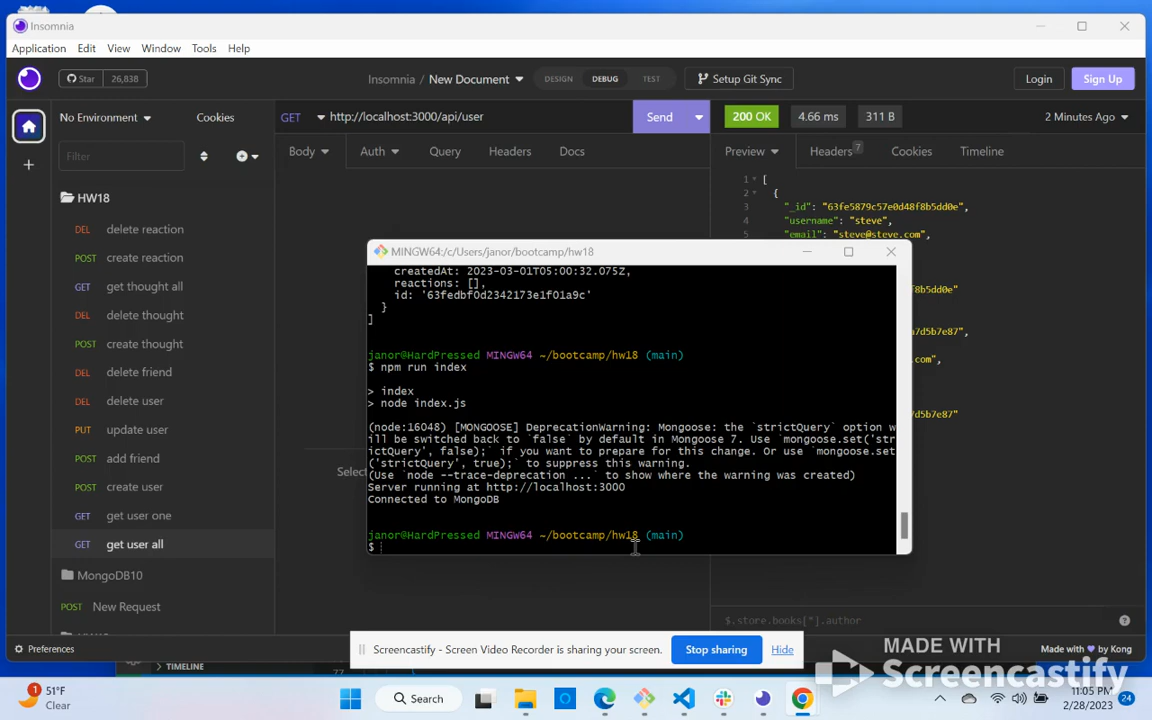 Insomnia
Application Edit View Window Tools Help
Star 26,838
Insomnia / New Document
DESIGN DEBUG TEST
Setup Git Sync
Login
Sign Up
No Environment
Cookies
GET http://localhost:3000/api/user
Send
200 OK
4.66 ms
311 B
2 Minutes Ago
Filter
Body Auth Query Headers Docs
Preview Headers 7 Cookies Timeline
HW18
DEL delete reaction
POST create reaction
GET get thought all
DEL delete thought
POST create thought
DEL delete friend
DEL delete user
PUT update user
POST add friend
POST create user
GET get user one
GET get user all
MongoDB10
POST New Request
Preferences
TIMELINE
Select
1 [
2 {
3 "_id": "63fe5879c57e0d48f8b5dd0e",
4 "username": "steve",
5 "email": "steve@steve.com",
f8b5dd0e"
a7d5b7e87",
com",
f8b5dd0e"
a7d5b7e87"
MINGW64:/c/Users/janor/bootcamp/hw18
createdAt: 2023-03-01T05:00:32.075Z,
reactions: [],
id: '63fedbf0d2342173e1f01a9c'
}
]
janor@HardPressed MINGW64 ~/bootcamp/hw18 (main)
$ npm run index
> index
> node index.js
(node:16048) [MONGOOSE] DeprecationWarning: Mongoose: the `strictQuery` option w
ill be switched back to `false` by default in Mongoose 7. Use `mongoose.set('str
ictQuery', false);` if you want to prepare for this change. Or use `mongoose.set
('strictQuery', true);` to suppress this warning.
(Use `node --trace-deprecation ...` to show where the warning was created)
Server running at http://localhost:3000
Connected to MongoDB
janor@HardPressed MINGW64 ~/bootcamp/hw18 (main)
$
$.store.books[*].author
Made with by Kong
Screencastify - Screen Video Recorder is sharing your screen.
Stop sharing
Hide
MADE WITH
Screencastify
1
51°F
Clear
Search
11:05 PM
2/28/2023
24